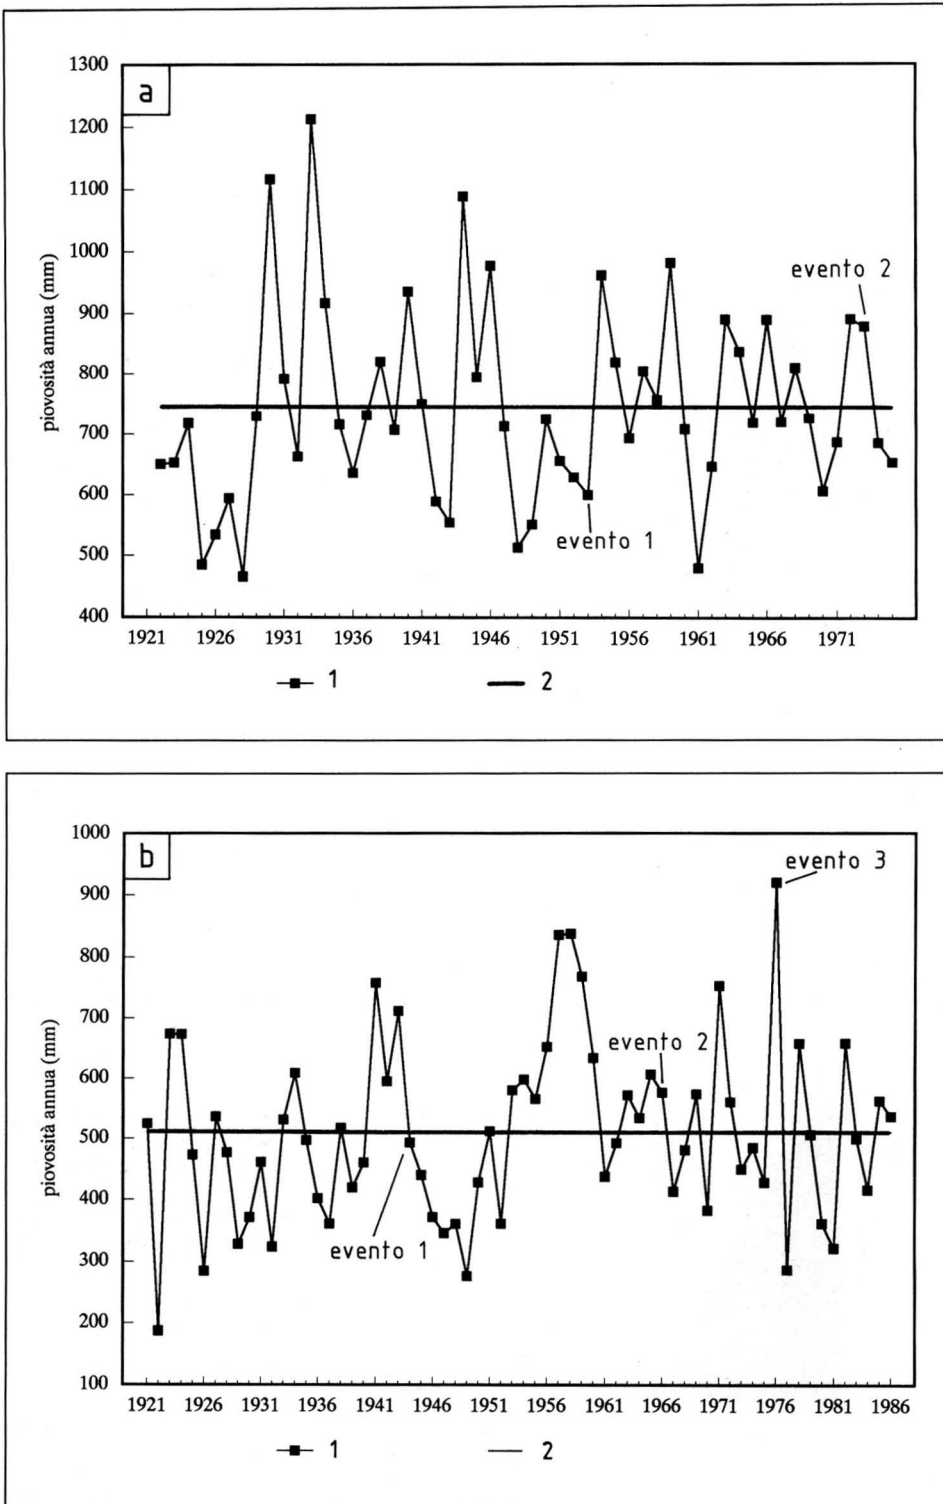 a
piovosità annua (mm)
1300
1200
1100
1000
900
800
700
600
500
400
evento 2
evento 1
1921 1926 1931 1936 1941 1946 1951 1956 1961 1966 1971
1 2
b
piovosità annua (mm)
1000
900
800
700
600
500
400
300
200
100
evento 3
evento 2
evento 1
1921 1926 1931 1936 1941 1946 1951 1956 1961 1966 1971 1976 1981 1986
1 2